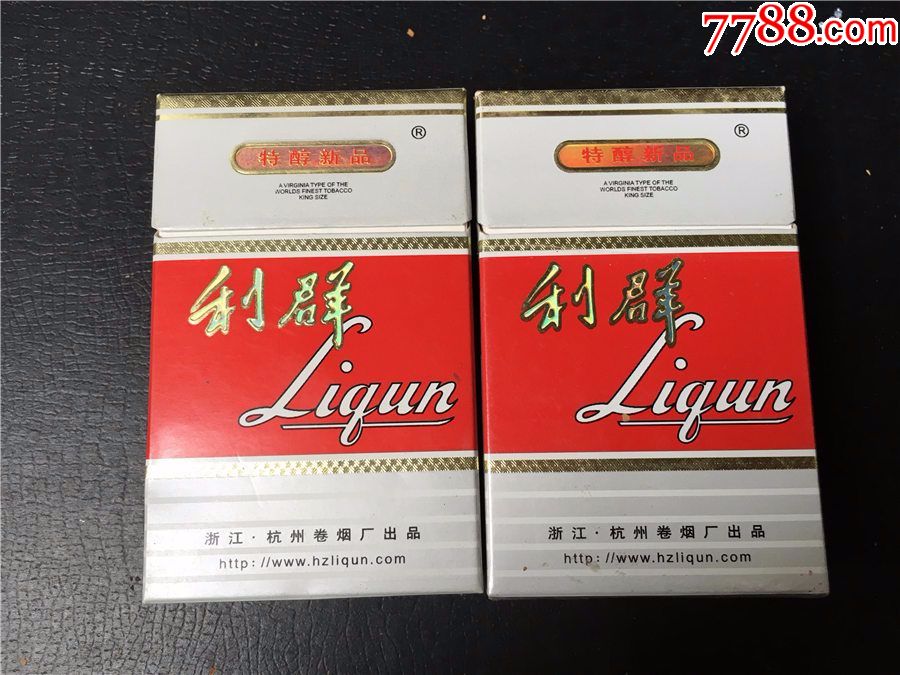 7788.com
特醇新品
®
A VIRGINIA TYPE OF THE
WORLDS FINEST TOBACCO
KING SIZE
利群
Liqun
浙江·杭州卷烟厂出品
http://www.hzliqun.com
特醇新品
®
A VIRGINIA TYPE OF THE
WORLDS FINEST TOBACCO
KING SIZE
利群
Liqun
浙江·杭州卷烟厂出品
http://www.hzliqun.com